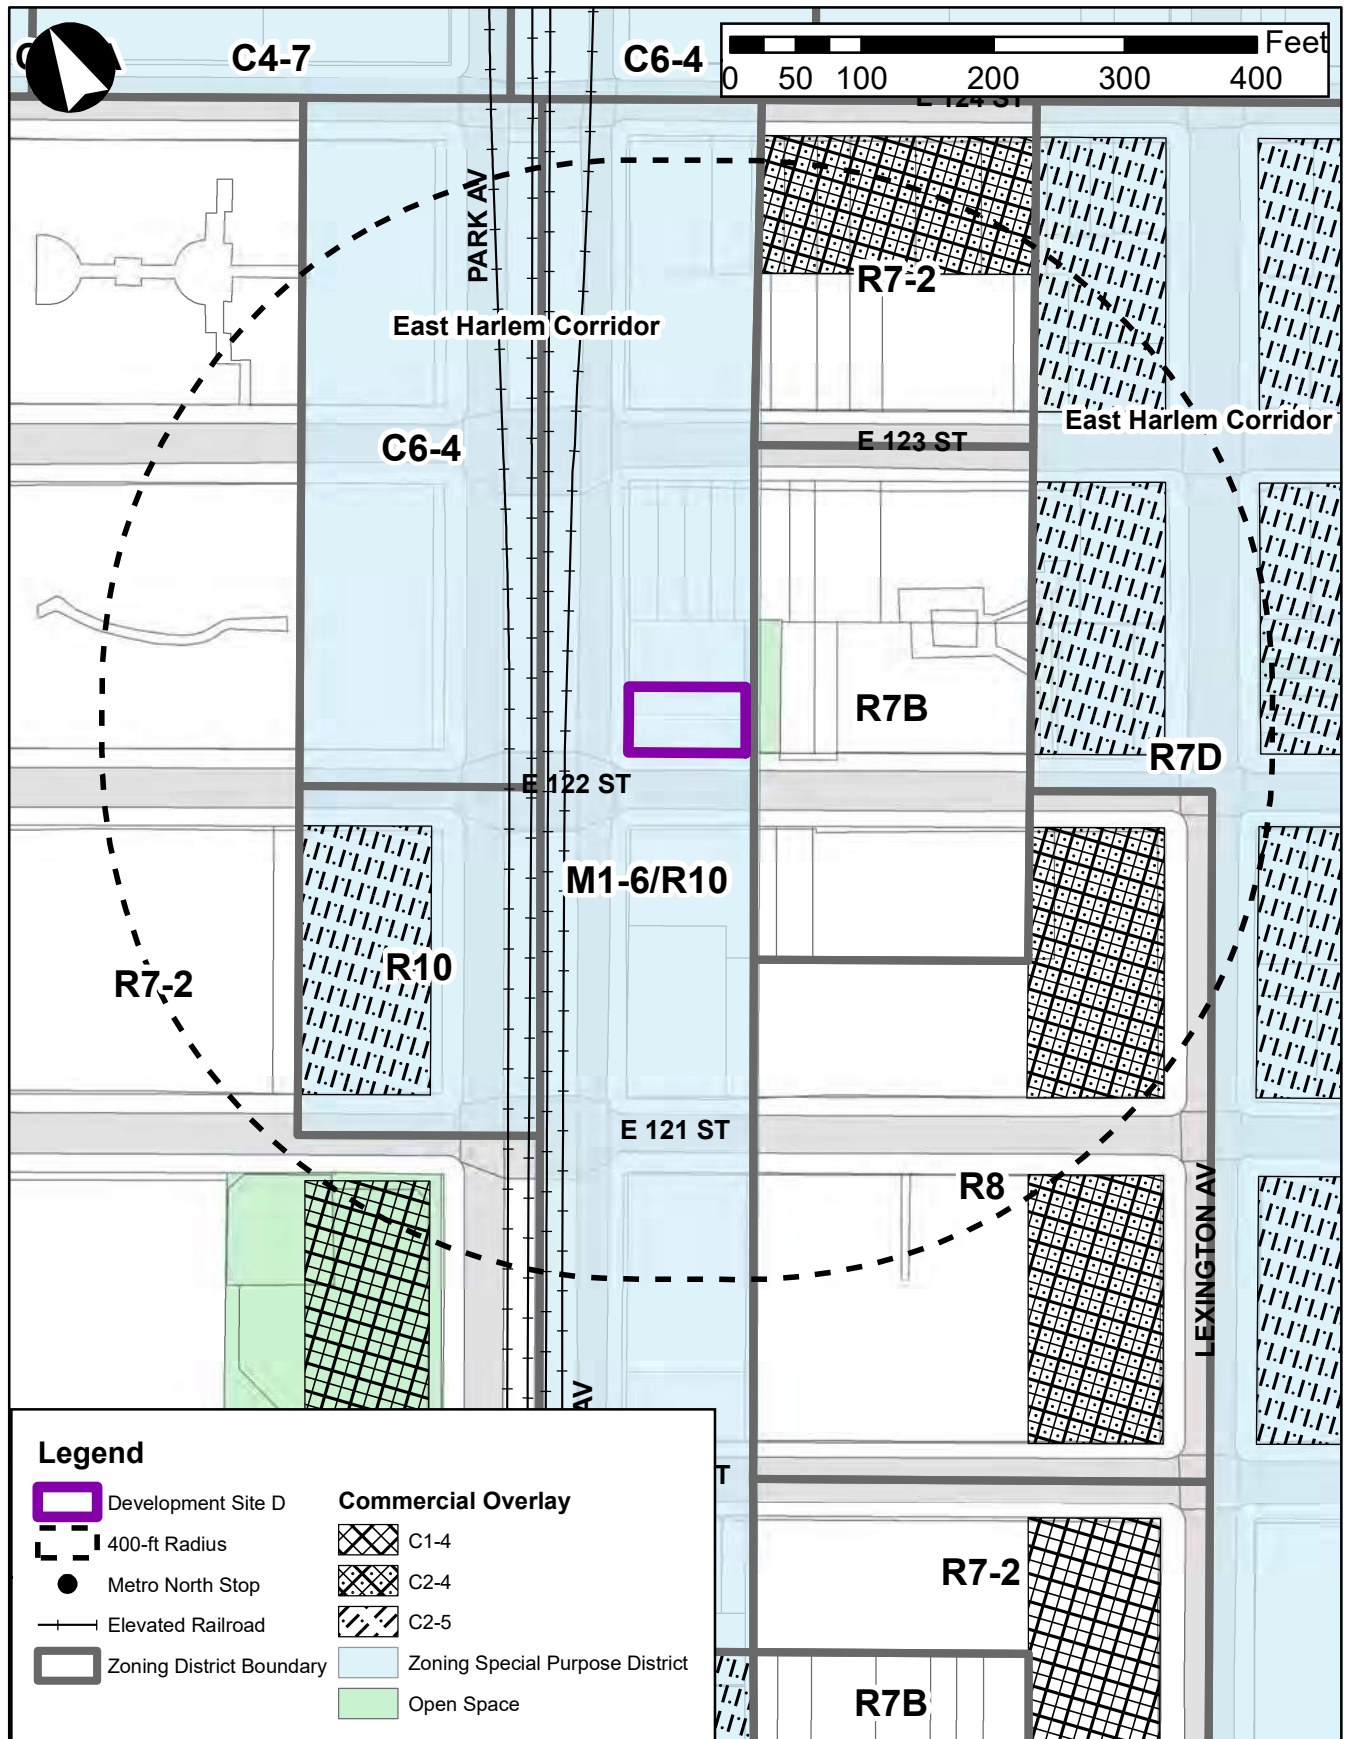 C4-7
C6-4
Feet
0 50 100 200 300 400
E 124 ST
PARK AV
R7-2
East Harlem Corridor
East Harlem Corridor
E 123 ST
C6-4
R7B
R7D
E 122 ST
M1-6/R10
R10
R7-2
E 121 ST
R8
LEXINGTON AV
AV
T
R7-2
R7B
Legend
Development Site D
400-ft Radius
Metro North Stop
Elevated Railroad
Zoning District Boundary
Commercial Overlay
C1-4
C2-4
C2-5
Zoning Special Purpose District
Open Space